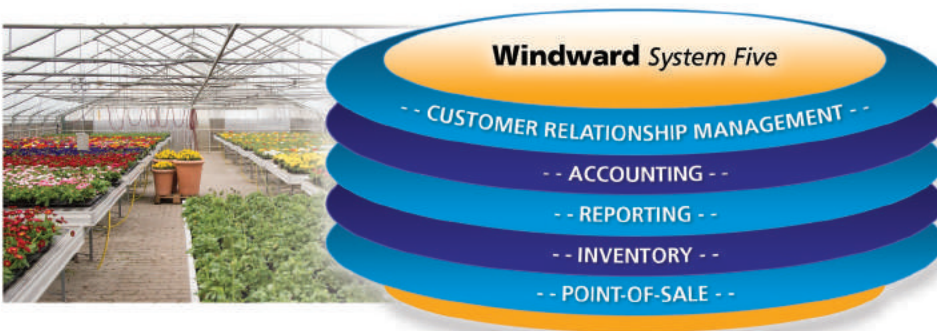 Windward System Five
- - CUSTOMER RELATIONSHIP MANAGEMENT - -
- - ACCOUNTING - -
- - REPORTING - -
- - INVENTORY - -
- - POINT-OF-SALE - -